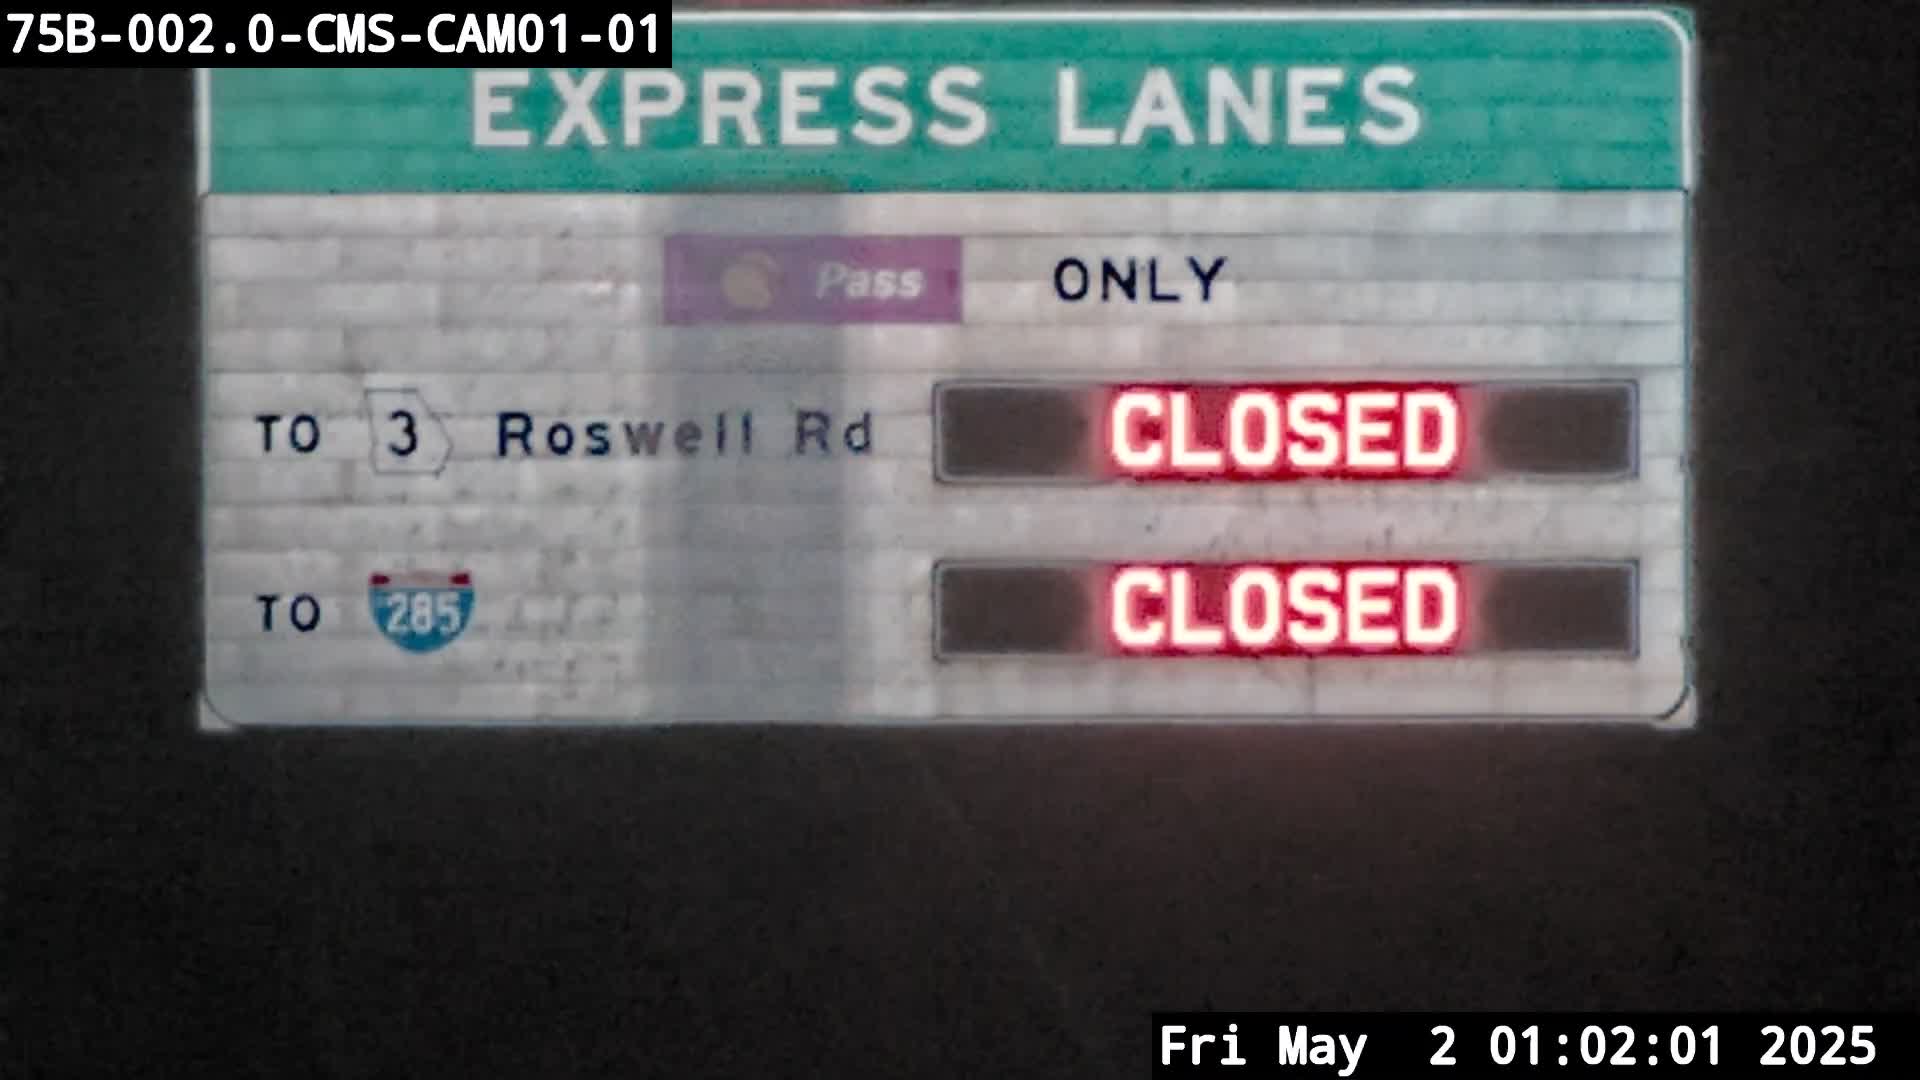 75B-002.0-CMS-CAM01-01
EXPRESS LANES
Pass ONLY
TO 3 Roswell Rd CLOSED
TO 285 CLOSED
Fri May 2 01:02:01 2025